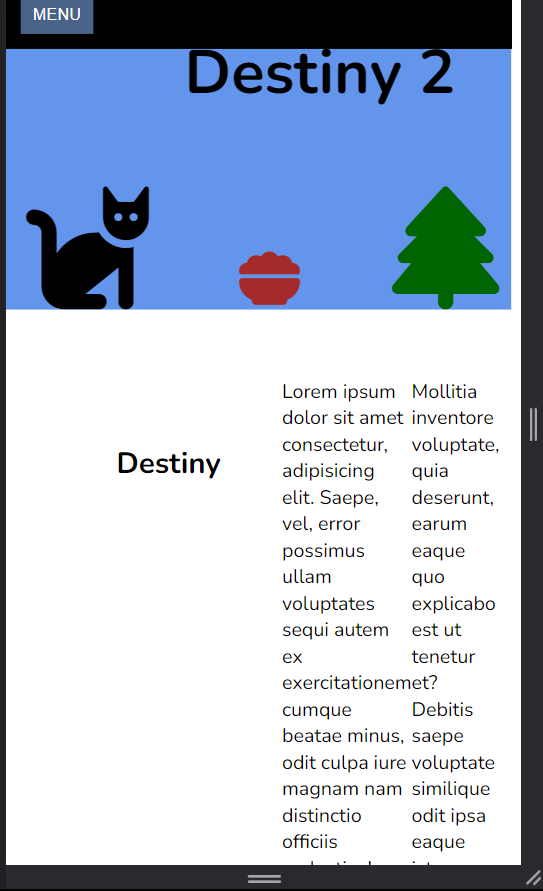 MENU
Destiny 2
Destiny
Lorem ipsum
dolor sit amet
consectetur,
adipisicing
elit. Saepe,
vel, error
possimus
ullam
voluptates
sequi autem
ex
exercitationem
cumque
beatae minus,
odit culpa iure
magnam nam
distinctio
officiis
Mollitia
inventore
voluptate,
quia
deserunt,
earum
eaque
quo
explicabo
est ut
tenetur
et?
Debitis
saepe
voluptate
similique
odit ipsa
eaque